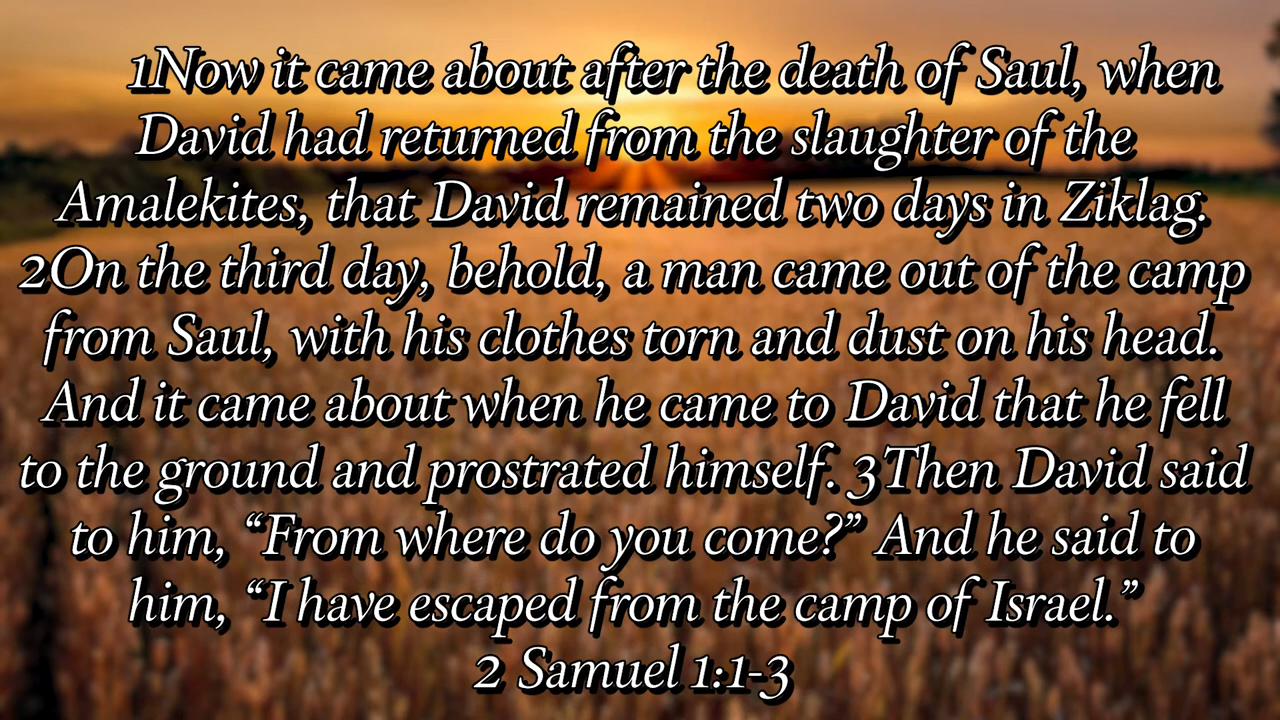 1Now it came about after the death of Saul, when
David had returned from the slaughter of the
Amalekites, that David remained two days in Ziklag.
2On the third day, behold, a man came out of the camp
from Saul, with his clothes torn and dust on his head.
And it came about when he came to David that he fell
to the ground and prostrated himself. 3Then David said
to him, “From where do you come?” And he said to
him, “I have escaped from the camp of Israel.”
2 Samuel 1:1-3